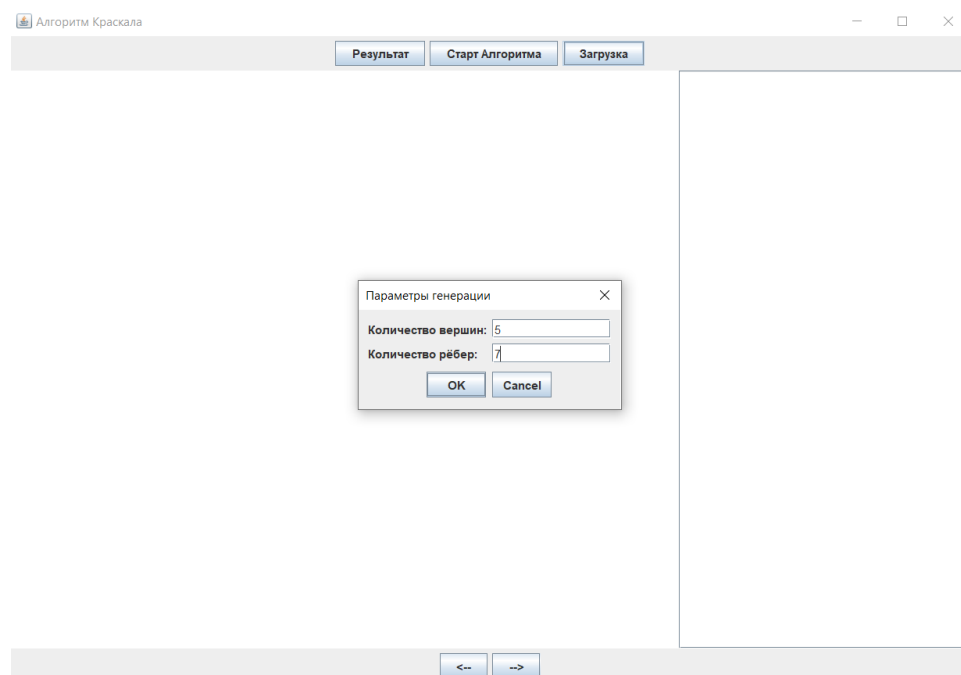 Алгоритм Краскала
Результат Старт Алгоритма Загрузка
Параметры генерации
Количество вершин: 5
Количество рёбер: 7
OK Cancel
<-- -->